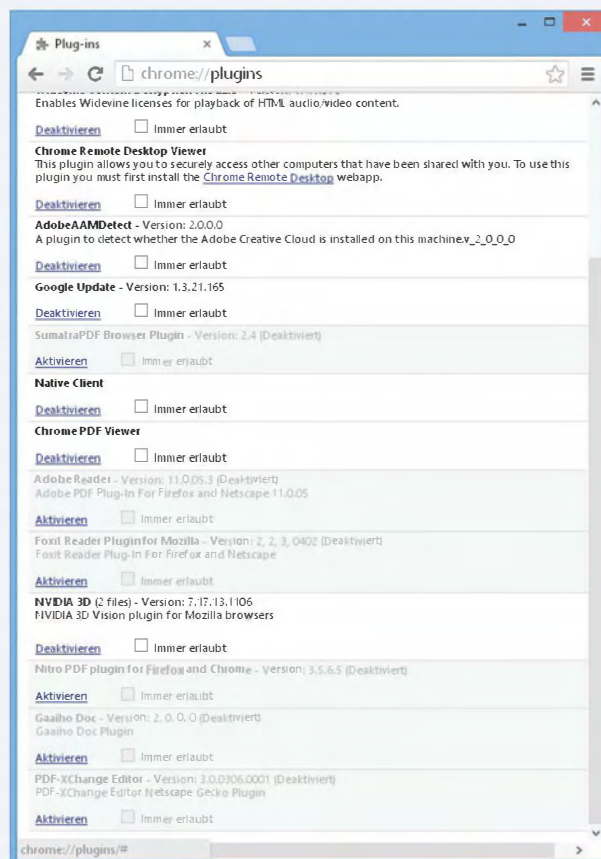 Plug-ins
chrome://plugins
Enables Widevine licenses for playback of HTML audio/video content.
Deaktivieren Immer erlaubt
Chrome Remote Desktop Viewer
This plugin allows you to securely access other computers that have been shared with you. To use this
plugin you must first install the Chrome Remote Desktop webapp.
Deaktivieren Immer erlaubt
AdobeAAMDetect - Version: 2.0.0.0
A plugin to detect whether the Adobe Creative Cloud is installed on this machine.v_2_0_0_0
Deaktivieren Immer erlaubt
Google Update - Version: 1.3.21.165
Deaktivieren Immer erlaubt
SumatraPDF Browser Plugin - Version: 2.4 (Deaktiviert)
Aktivieren Immer erlaubt
Native Client
Deaktivieren Immer erlaubt
Chrome PDF Viewer
Deaktivieren Immer erlaubt
Adobe Reader - Version: 11.0.05.3 (Deaktiviert)
Adobe PDF Plug-In For Firefox and Netscape 11.0.05
Aktivieren Immer erlaubt
Foxit Reader Plugin for Mozilla - Version: 2, 2, 3, 0402 (Deaktiviert)
Foxit Reader Plug-In For Firefox and Netscape
Aktivieren Immer erlaubt
NVIDIA 3D (2 files) - Version: 7.17.13.1106
NVIDIA 3D Vision plugin for Mozilla browsers
Deaktivieren Immer erlaubt
Nitro PDF plugin for Firefox and Chrome - Version: 3.5.6.5 (Deaktiviert)
Aktivieren Immer erlaubt
Gaaiho Doc - Version: 2, 0, 0, 0 (Deaktiviert)
Gaaiho Doc Plugin
Aktivieren Immer erlaubt
PDF-XChange Editor - Version: 3.0.0306.0001 (Deaktiviert)
PDF-XChange Editor Netscape Gecko Plugin
Aktivieren Immer erlaubt
chrome://plugins/#